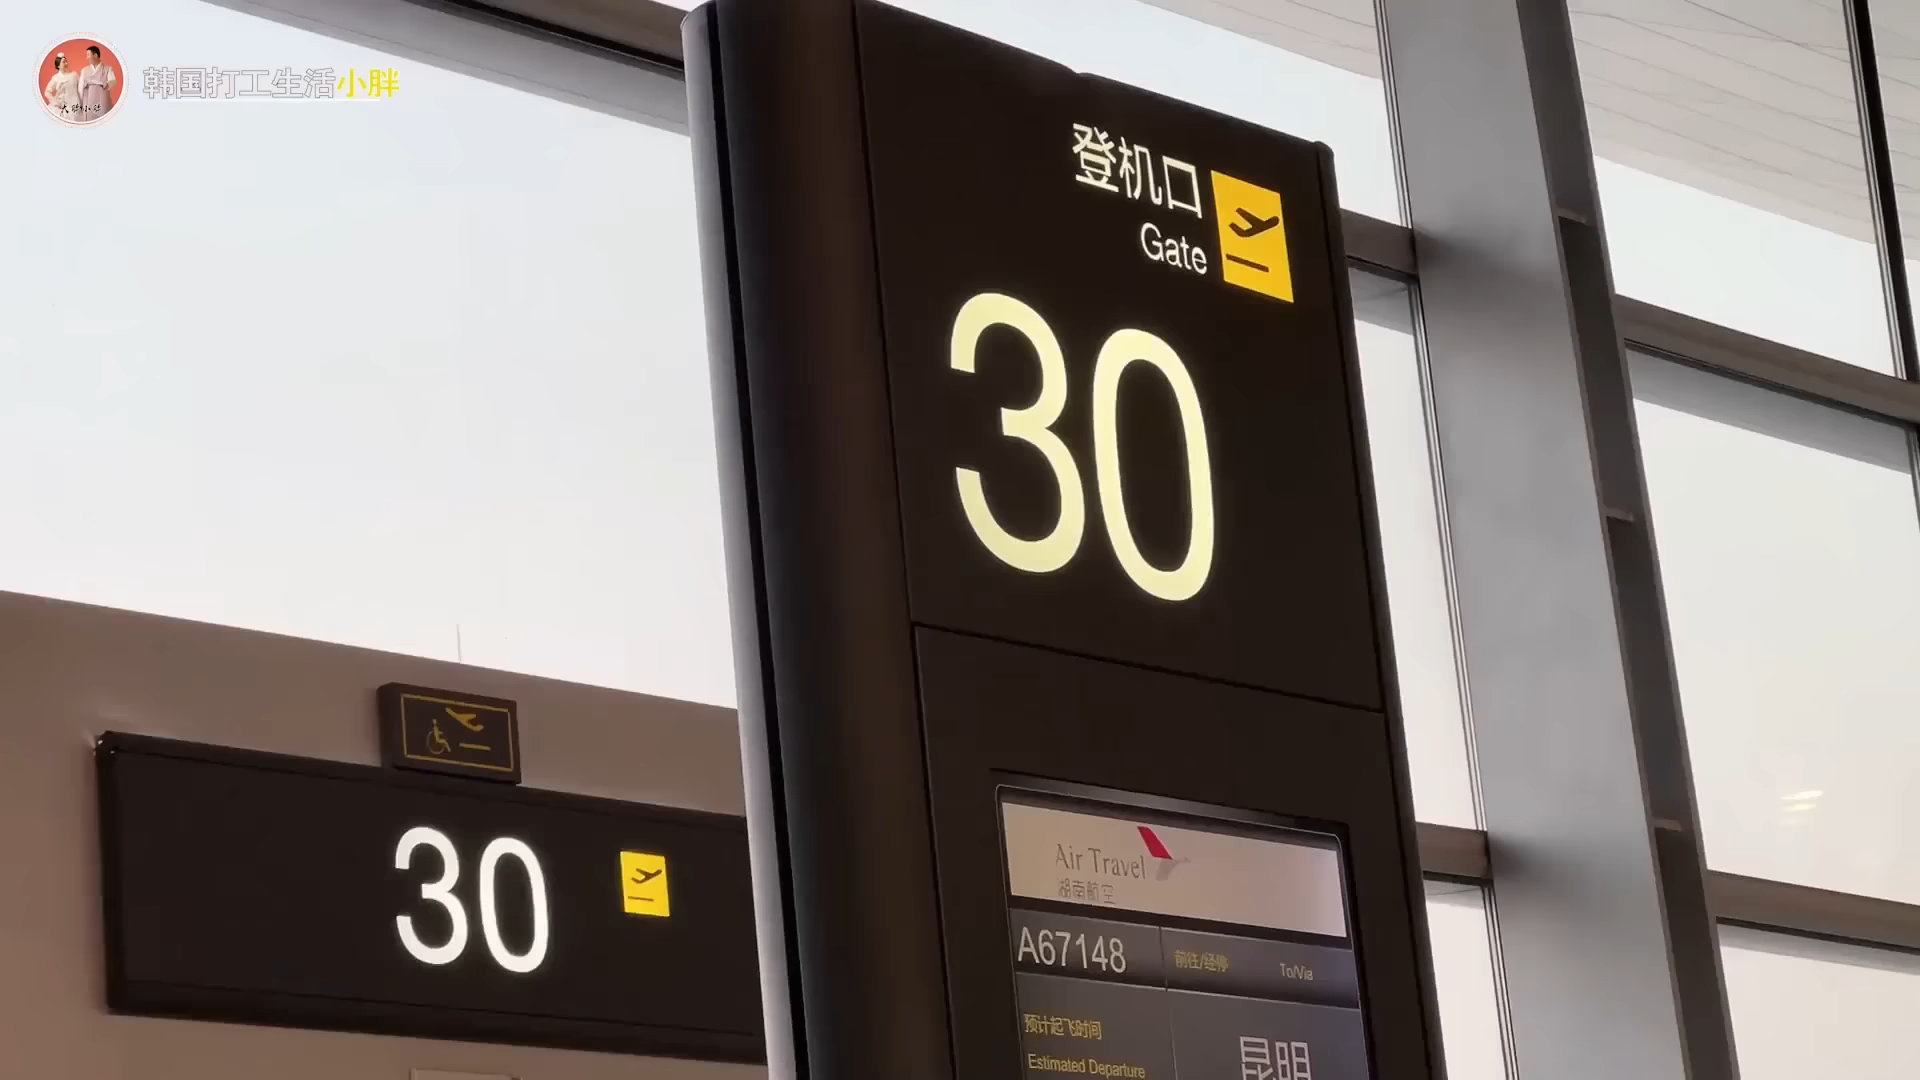 韩国打工生活小胖
登机口
Gate
30
30
Air Travel
湖南航空
A67148
前往/经停
To/Via
预计起飞时间
Estimated Departure
昆明